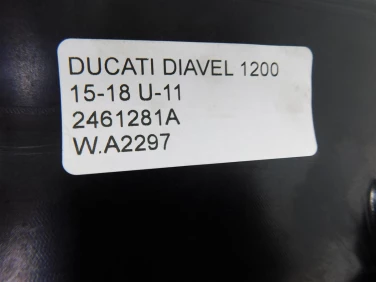 DUCATI DIAVEL 1200
15-18 U-11
2461281A
W.A2297